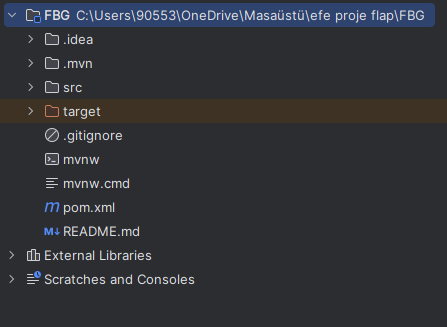 FBG C:\Users\90553\OneDrive\Masaüstü\efe proje flap\FBG
.idea
.mvn
src
target
.gitignore
mvnw
mvnw.cmd
m pom.xml
M↓ README.md
External Libraries
Scratches and Consoles